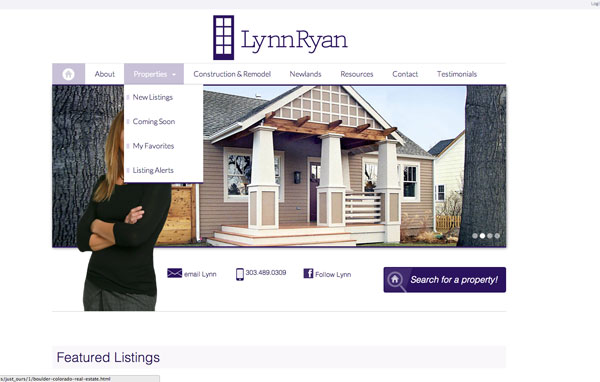 Log
LynnRyan
About Properties Construction & Remodel Newlands Resources Contact Testimonials
New Listings
Coming Soon
My Favorites
Listing Alerts
email Lynn 303.489.0309 Follow Lynn Search for a property!
Featured Listings
s/just_ours/1/boulder-colorado-real-estate.html